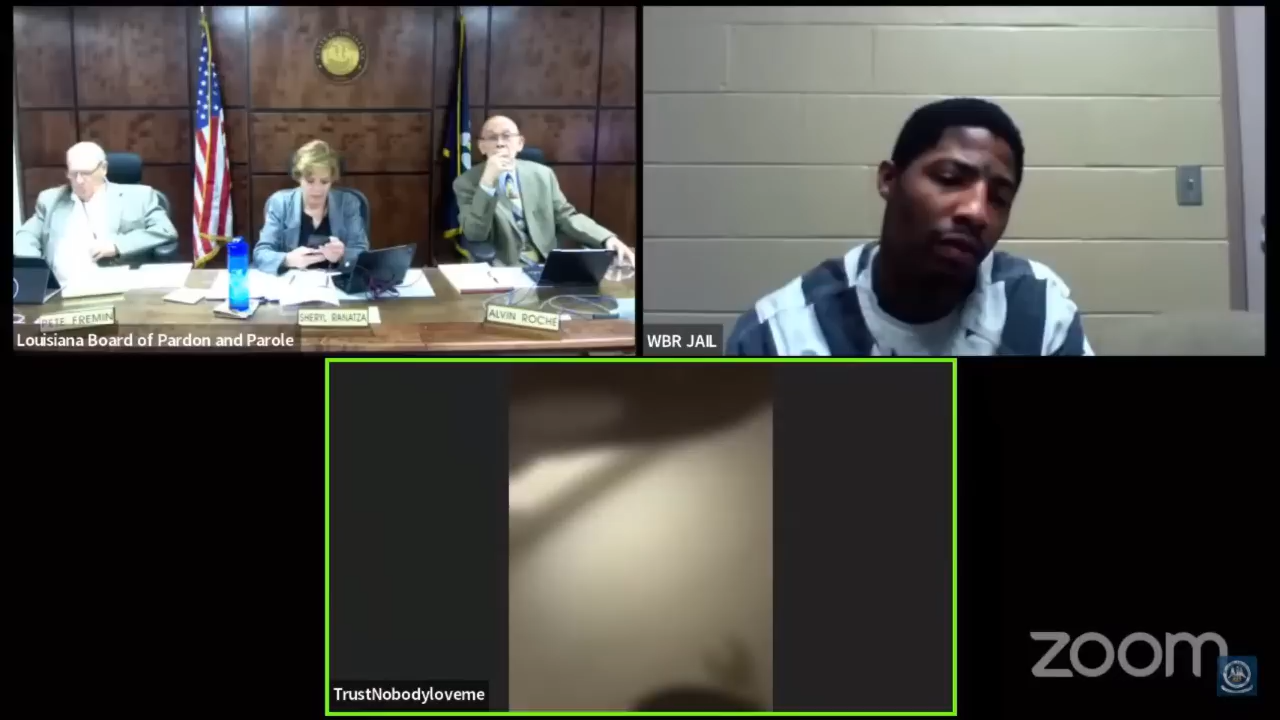 PETE FREMIN
SHERYL RANATZA
ALVIN ROCHE
Louisiana Board of Pardon and Parole
WBR JAIL
TrustNobodyloveme
zoom